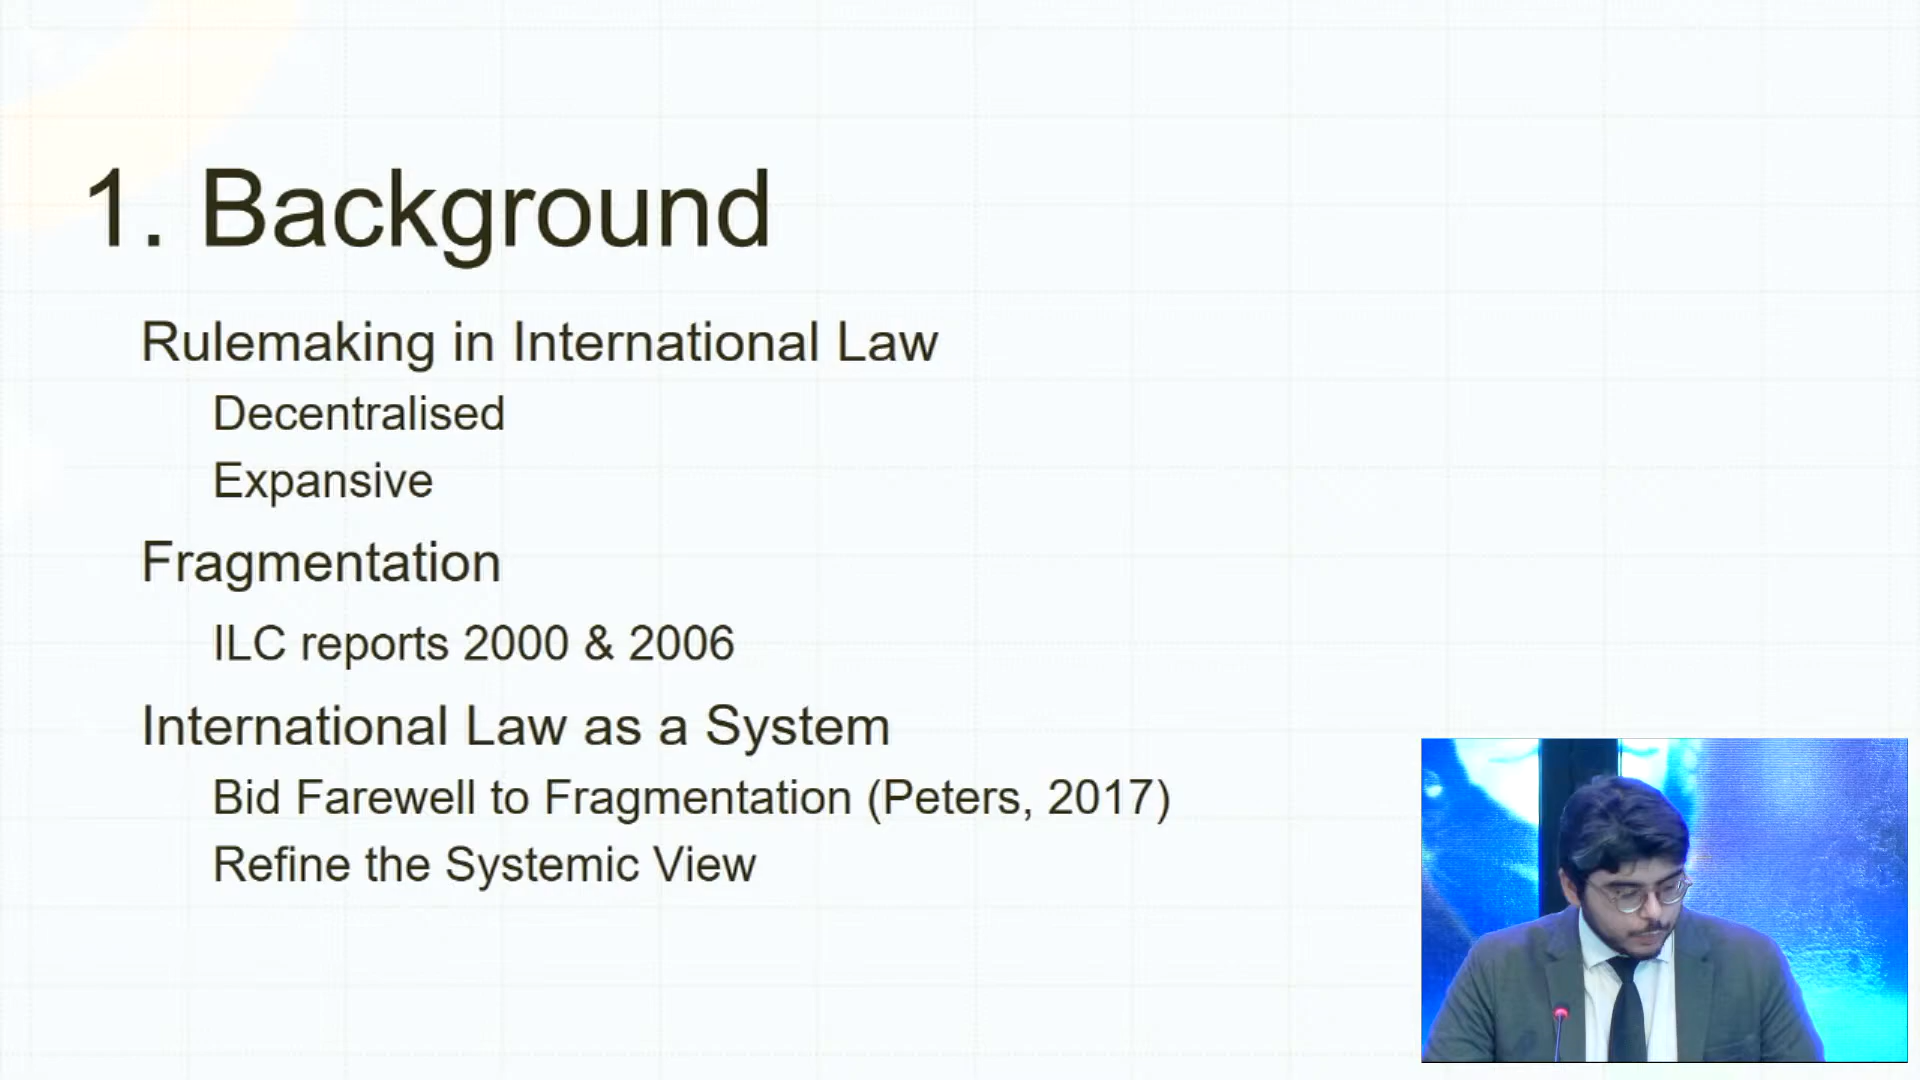 1. Background
Rulemaking in International Law
Decentralised
Expansive
Fragmentation
ILC reports 2000 & 2006
International Law as a System
Bid Farewell to Fragmentation (Peters, 2017)
Refine the Systemic View